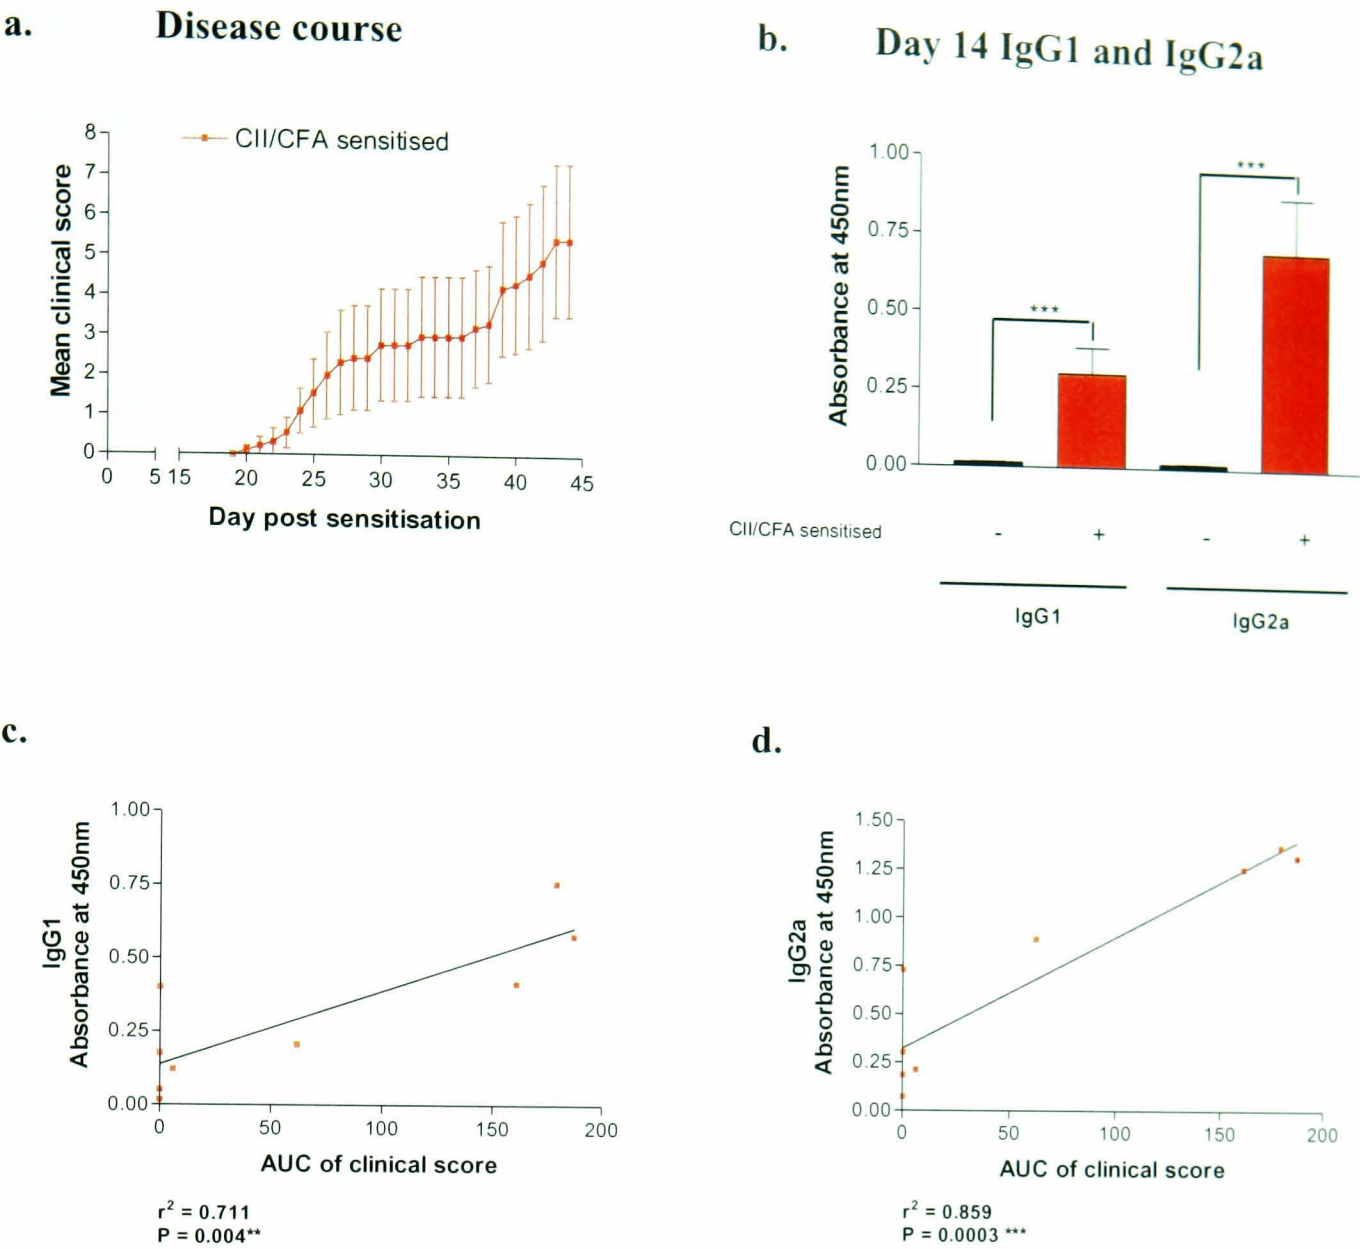 a.
Disease course
CII/CFA sensitised
Mean clinical score
8
7
6
5
4
3
2
1
0
0 5 15 20 25 30 35 40 45
Day post sensitisation
b.
Day 14 IgG1 and IgG2a
Absorbance at 450nm
1.00
0.75
0.50
0.25
0.00
***
***
CII/CFA sensitised - + - +
IgG1 IgG2a
c.
IgG1
Absorbance at 450nm
1.00
0.75
0.50
0.25
0.00
0 50 100 150 200
AUC of clinical score
r² = 0.711
P = 0.004**
d.
IgG2a
Absorbance at 450nm
1.50
1.25
1.00
0.75
0.50
0.25
0.00
0 50 100 150 200
AUC of clinical score
r² = 0.859
P = 0.0003 ***